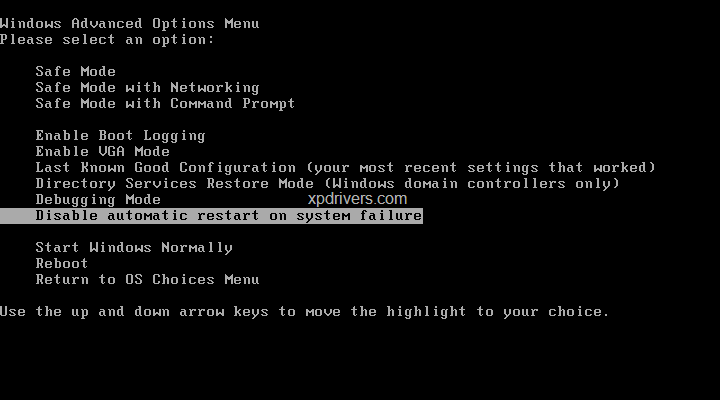 Windows Advanced Options Menu
Please select an option:
Safe Mode
Safe Mode with Networking
Safe Mode with Command Prompt
Enable Boot Logging
Enable VGA Mode
Last Known Good Configuration (your most recent settings that worked)
Directory Services Restore Mode (Windows domain controllers only)
Debugging Mode
xpdrivers.com
Disable automatic restart on system failure
Start Windows Normally
Reboot
Return to OS Choices Menu
Use the up and down arrow keys to move the highlight to your choice.